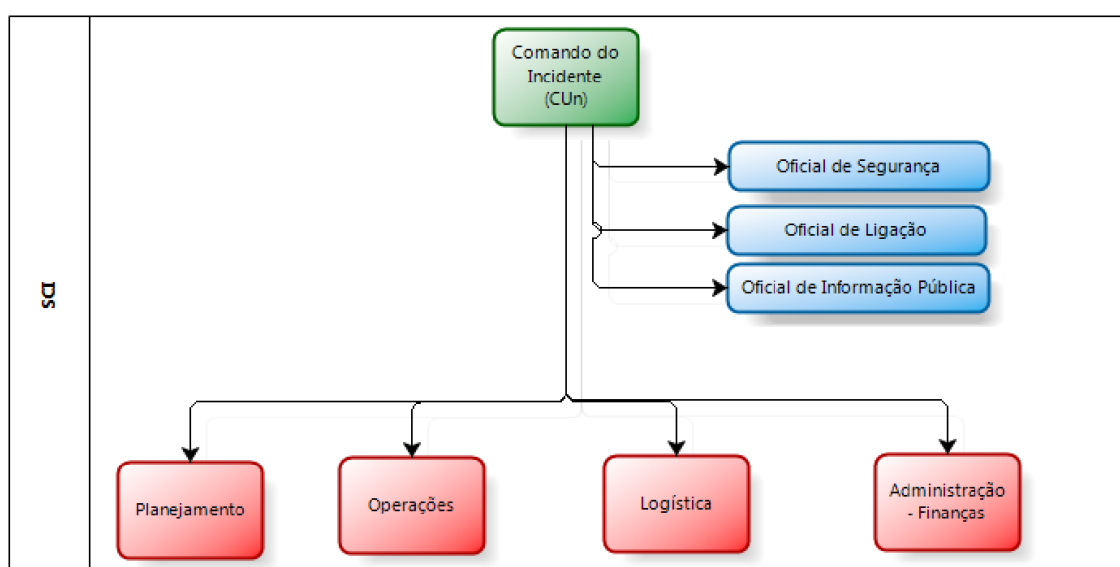 SCI
Comando do
Incidente
(CUn)
Oficial de Segurança
Oficial de Ligação
Oficial de Informação Pública
Planejamento
Operações
Logística
Administração
- Finanças